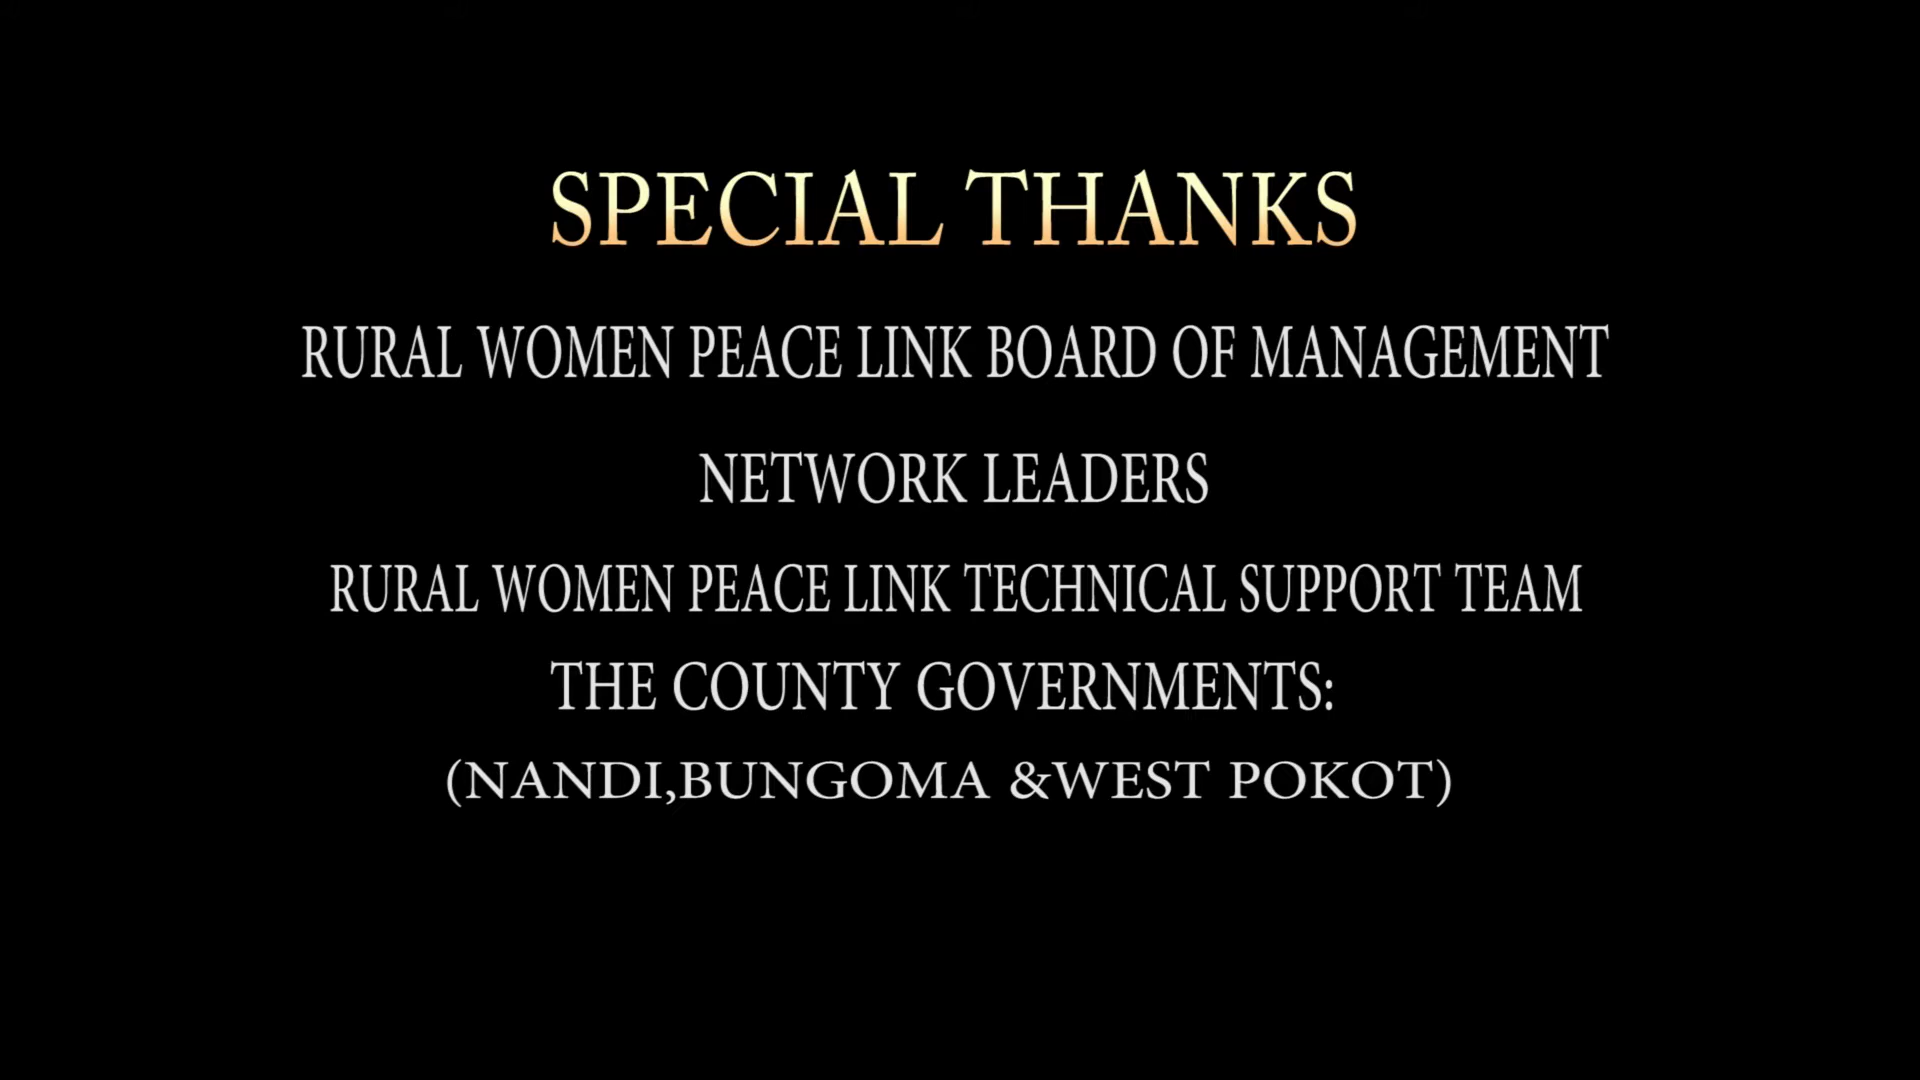 SPECIAL THANKS
RURAL WOMEN PEACE LINK BOARD OF MANAGEMENT
NETWORK LEADERS
RURAL WOMEN PEACE LINK TECHNICAL SUPPORT TEAM
THE COUNTY GOVERNMENTS:
(NANDI,BUNGOMA &WEST POKOT)